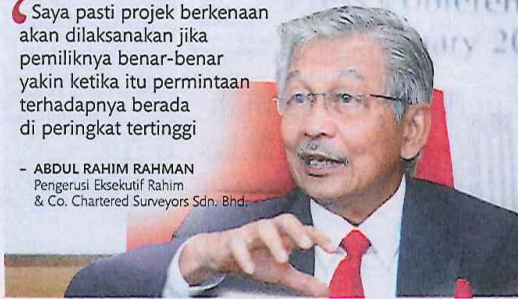 ‘Saya pasti projek berkenaan
akan dilaksanakan jika
pemiliknya benar-benar
yakin ketika itu permintaan
terhadapnya berada
di peringkat tertinggi
– ABDUL RAHIM RAHMAN
Pengerusi Eksekutif Rahim
& Co. Chartered Surveyors Sdn. Bhd.